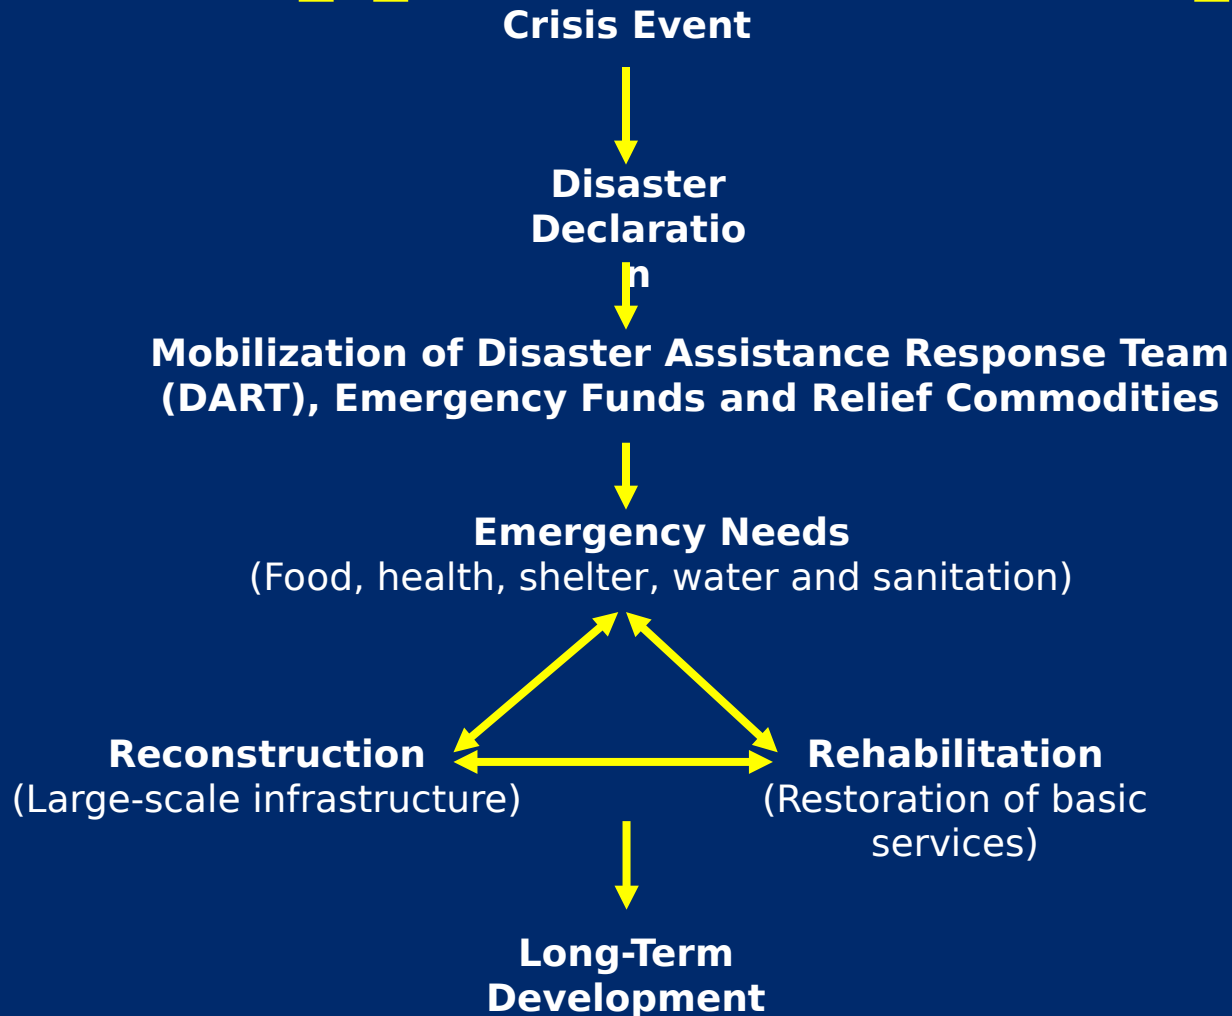 Crisis Event
Disaster
Declaratio
n
Mobilization of Disaster Assistance Response Team
(DART), Emergency Funds and Relief Commodities
Emergency Needs
(Food, health, shelter, water and sanitation)
Reconstruction
(Large-scale infrastructure)
Rehabilitation
(Restoration of basic
services)
Long-Term
Development